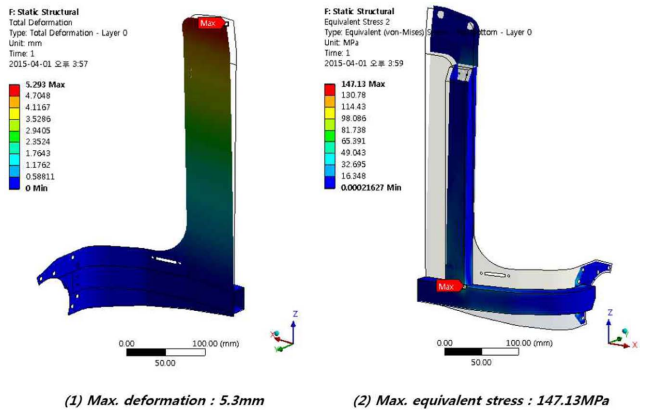 F: Static Structural
Total Deformation
Type: Total Deformation - Layer 0
Unit: mm
Time: 1
2015-04-01 오후 3:57
5.293 Max
4.7048
4.1167
3.5286
2.9405
2.3524
1.7643
1.1762
0.58811
0 Min
Max
0.00
100.00 (mm)
50.00
Z
X
Y
(1) Max. deformation : 5.3mm
F: Static Structural
Equivalent Stress 2
Type: Equivalent (von-Mises) ottom - Layer 0
Unit: MPa
Time: 1
2015-04-01 오후 3:59
147.13 Max
130.78
114.43
98.086
81.738
65.391
49.043
32.695
16.348
0.00021627 Min
Max
0.00
100.00 (mm)
50.00
Z
Y
X
(2) Max. equivalent stress : 147.13MPa